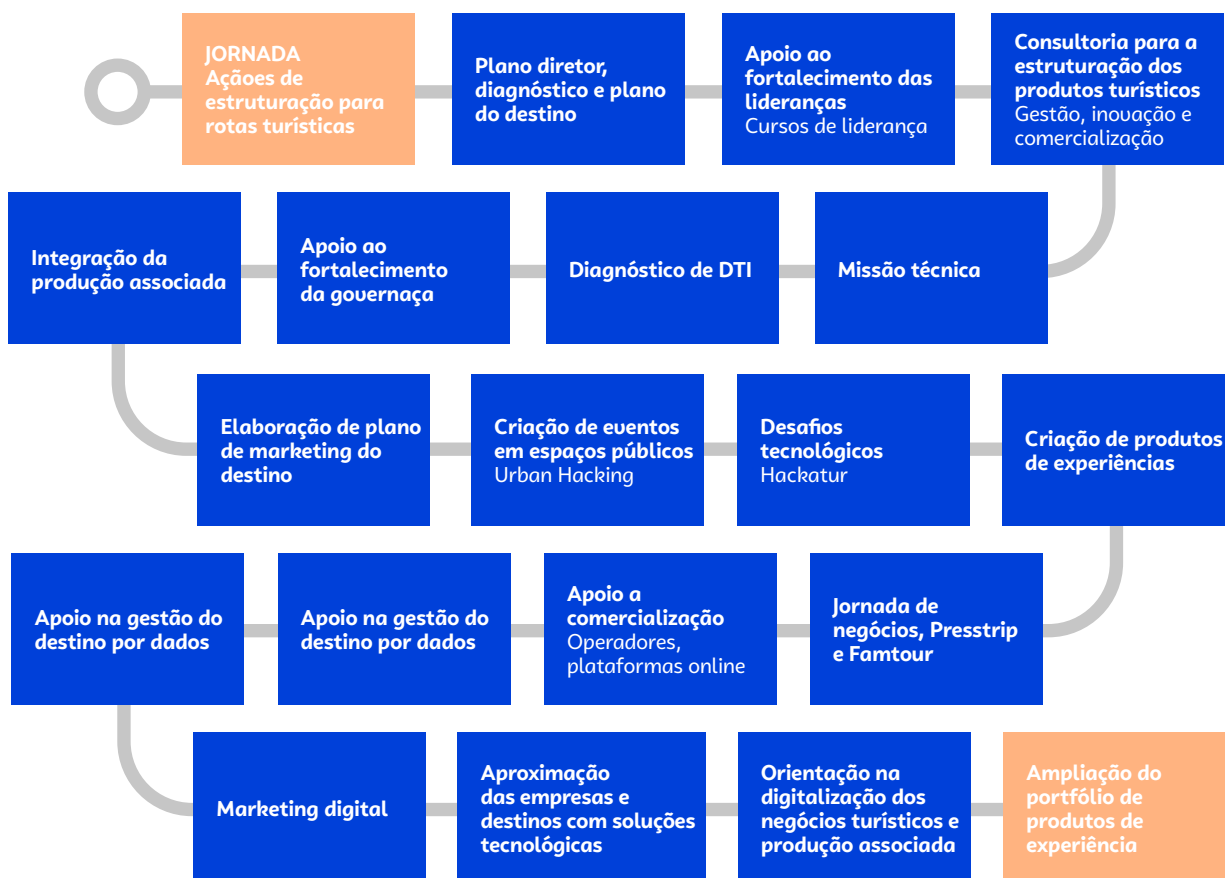 JORNADA
Açãoes de
estruturação para
rotas turísticas
Plano diretor,
diagnóstico e plano
do destino
Apoio ao
fortalecimento das
lideranças
Cursos de liderança
Consultoria para a
estruturação dos
produtos turísticos
Gestão, inovação e
comercialização
Integração da
produção associada
Apoio ao
fortalecimento
da governaça
Diagnóstico de DTI
Missão técnica
Elaboração de plano
de marketing do
destino
Criação de eventos
em espaços públicos
Urban Hacking
Desafios
tecnológicos
Hackatur
Criação de produtos
de experiências
Apoio na gestão do
destino por dados
Apoio na gestão do
destino por dados
Apoio a
comercialização
Operadores,
plataformas online
Jornada de
negócios, Presstrip
e Famtour
Marketing digital
Aproximação
das empresas e
destinos com soluções
tecnológicas
Orientação na
digitalização dos
negócios turísticos e
produção associada
Ampliação do
portfólio de
produtos de
experiência